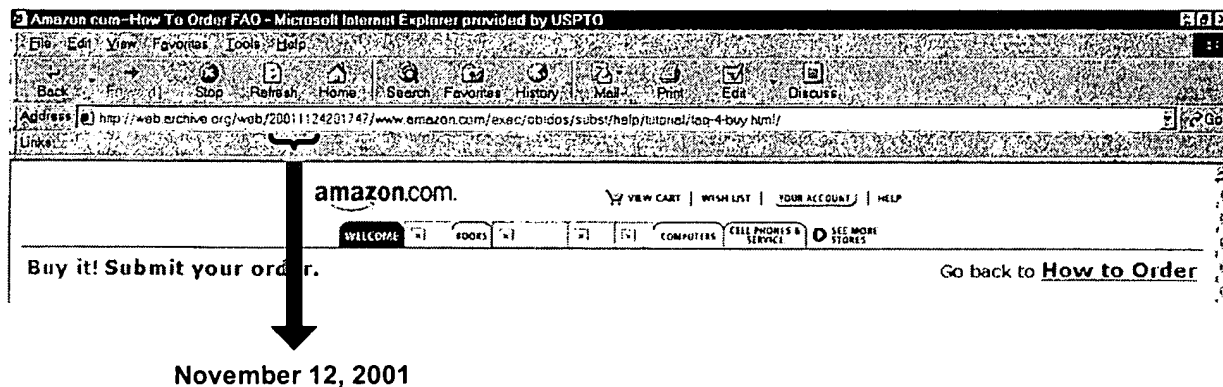 Amazon com--How To Order FAQ - Microsoft Internet Explorer provided by USPTO
File Edit View Favorites Tools Help
Back Forward Stop Refresh Home Search Favorites History Mail Print Edit Discuss
Address http://web.archive.org/web/20011124201747/www.amazon.com/exec/obidos/subst/help/tutorial/faq-4-buy.html/ Go
Links
amazon.com. VIEW CART | WISH LIST | YOUR ACCOUNT | HELP
WELCOME BOOKS COMPUTERS CELL PHONES & SERVICE SEE MORE STORES
Buy it! Submit your order. Go back to How to Order
November 12, 2001